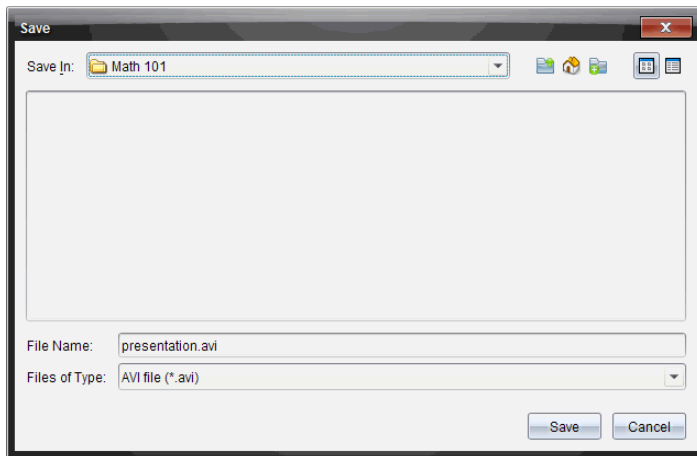 Save
Save In: Math 101
File Name: presentation.avi
Files of Type: AVI file (*.avi)
Save Cancel